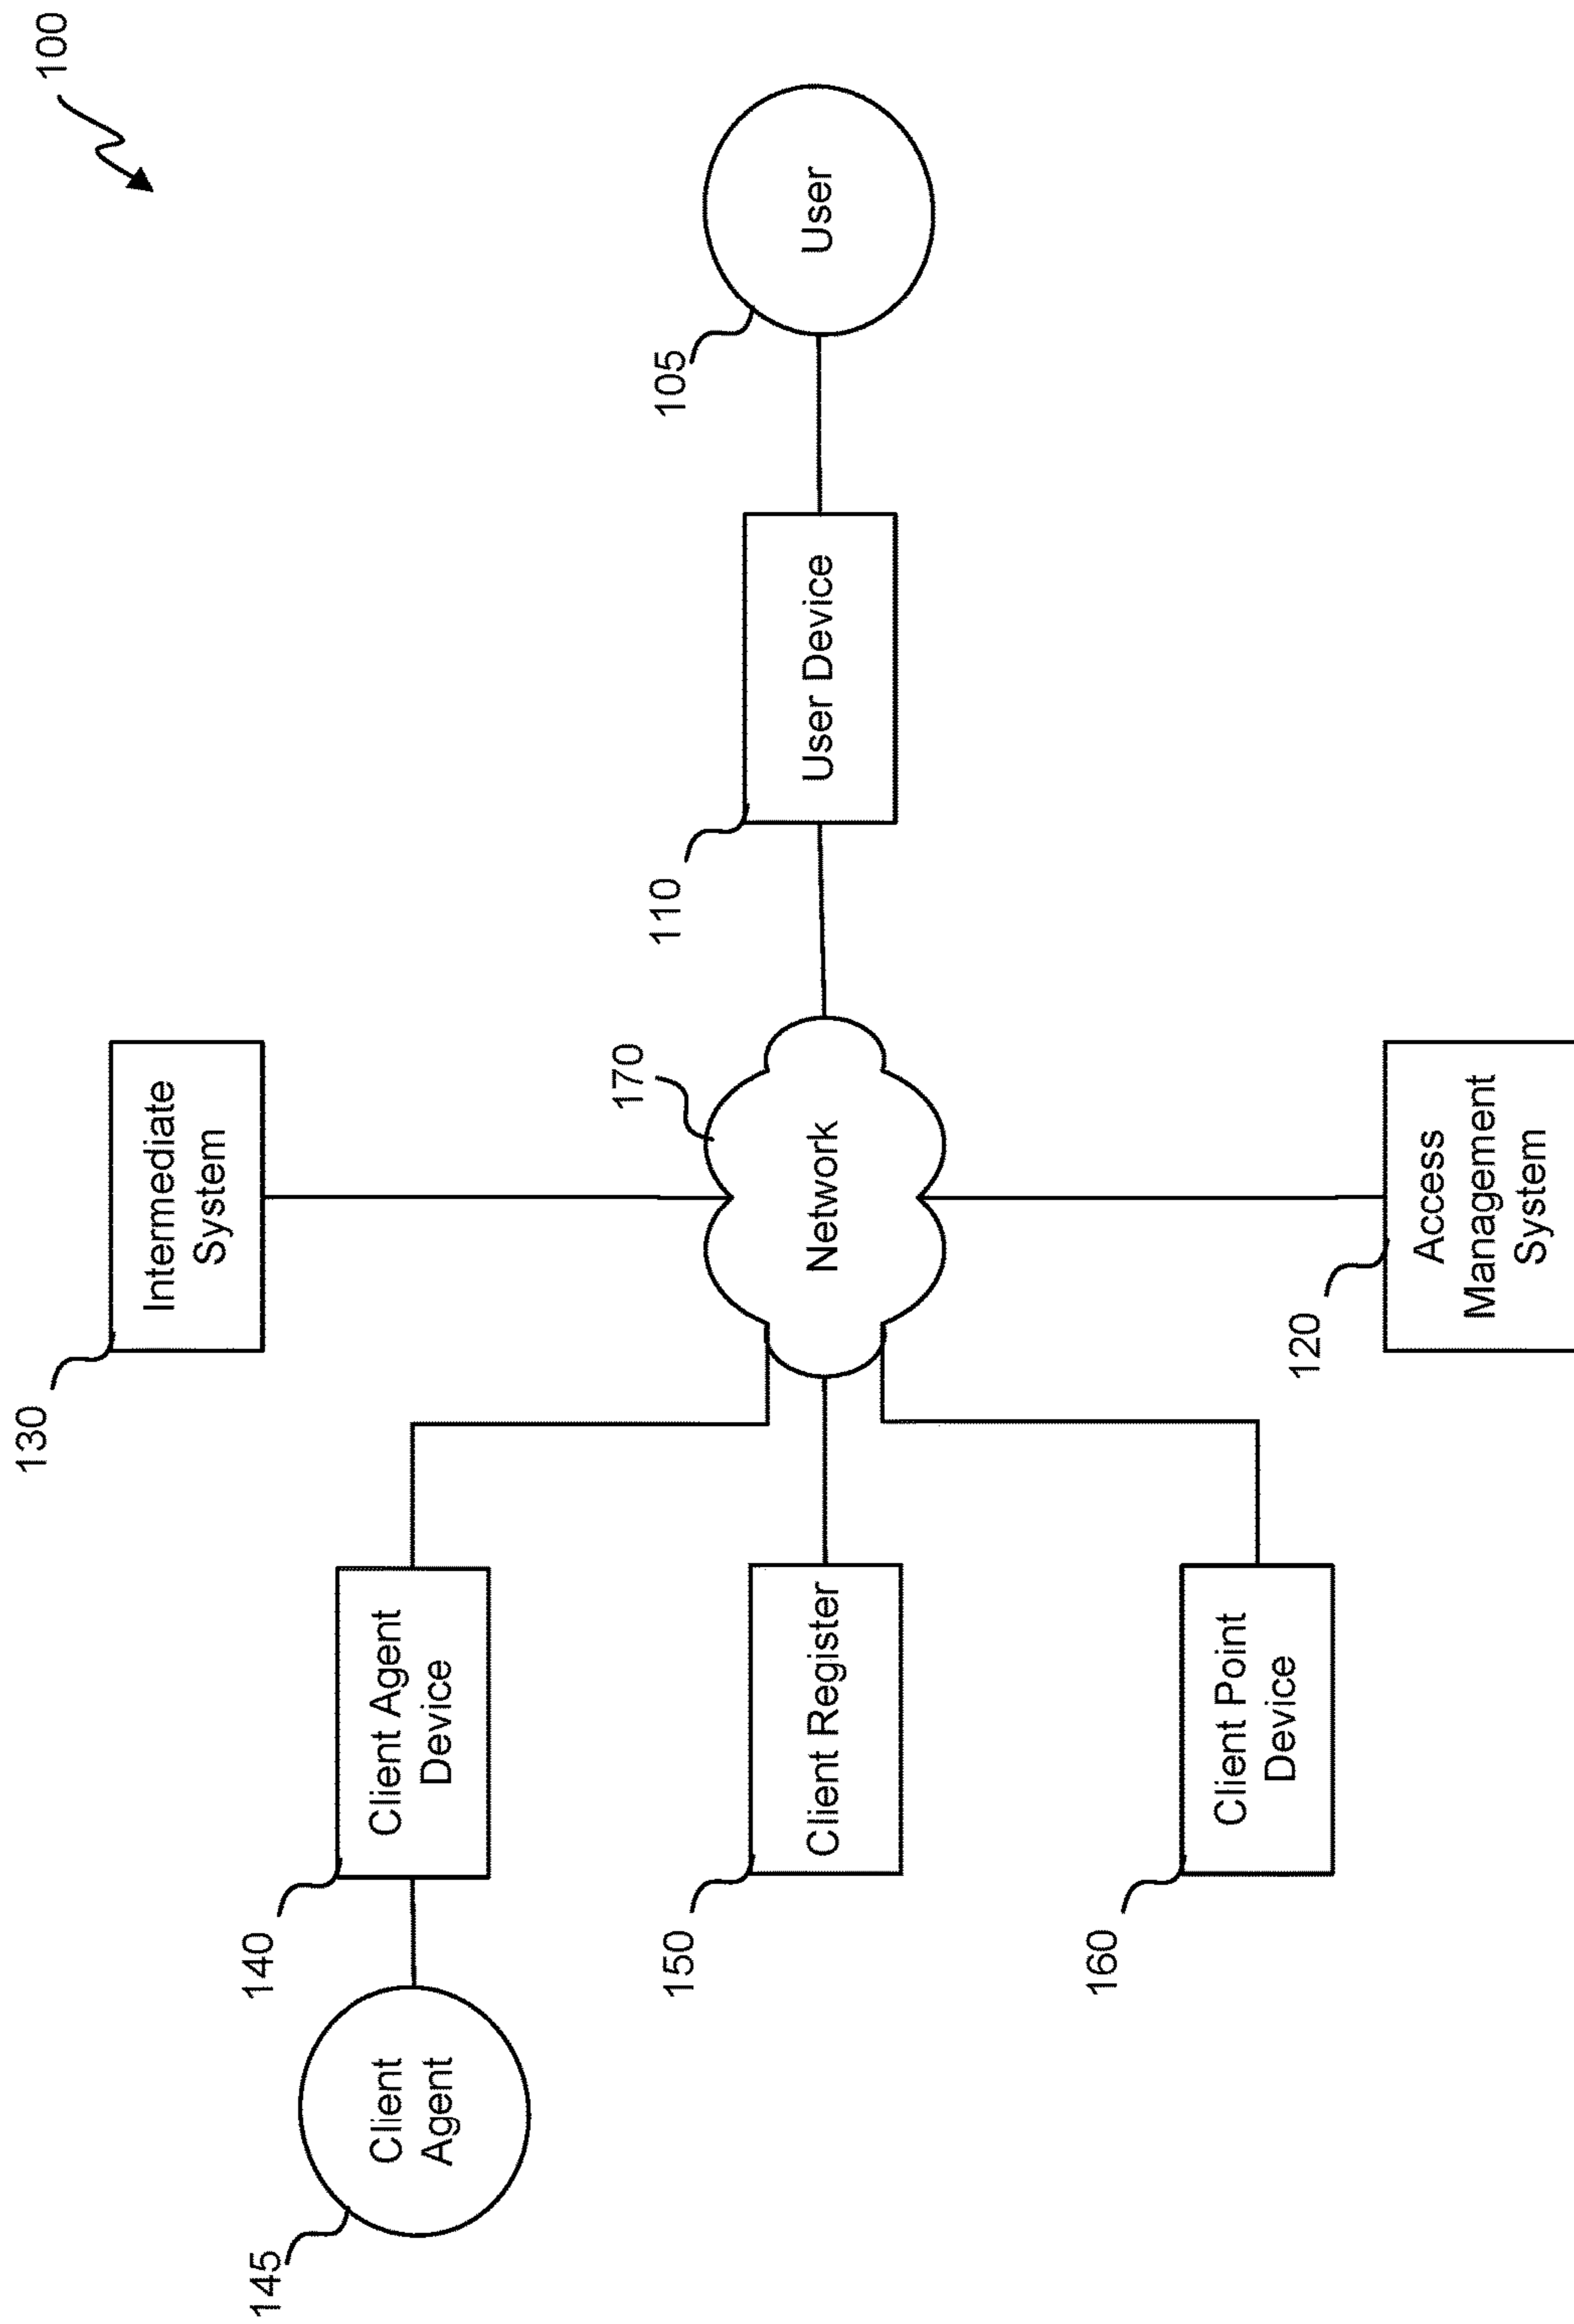 100
130
Intermediate
System
145
Client
Agent
140
Client Agent
Device
170
Network
150
Client Register
110
User Device
105
User
160
Client Point
Device
120
Access
Management
System